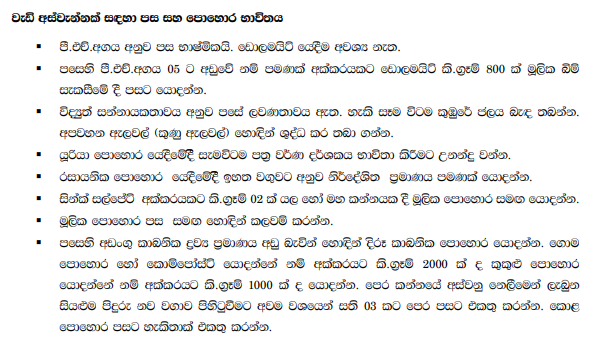 වැඩි අස්වැන්නක් සඳහා පස සහ පොහොර භාවිතය
▪ පී.එච්.අගය අනුව පස භාෂ්මිකයි. ඩොලමයිට් යෙදීම අවශ්‍ය නැත.
▪ පසෙහි පී.එච්.අගය 05 ට අඩුවේ නම් පමණක් අක්කරයකට ඩොලමයිට් කි.ග්‍රෑම් 800 ක් මූලික බිම්
සැකසීමේ දී පසට යොදන්න.
▪ විද්‍යුත් සන්නායකතාවය අනුව පසේ ලවණතාවය ඇත. හැකි සෑම විටම කුඹුරේ ජලය බැඳ තබන්න.
අපවහන ඇලවල් (කුණු ඇලවල්) හොඳින් ශුද්ධ කර තබා ගන්න.
▪ යූරියා පොහොර යෙදීමේදී සැමවිටම පත්‍ර වර්ණ දර්ශකය භාවිතා කිරීමට උනන්දු වන්න.
▪ රසායනික පොහොර යෙදීමේදී ඉහත වගුවට අනුව නිර්දේශිත ප්‍රමාණය පමණක් යොදන්න.
▪ සින්ක් සල්පේට් අක්කරයකට කි.ග්‍රෑම් 02 ක් යල හෝ මහ කන්නයක දී මූලික පොහොර සමඟ යොදන්න.
▪ මූලික පොහොර පස සමඟ හොඳින් කලවම් කරන්න.
▪ පසෙහි අඩංගු කාබනික ද්‍රව්‍ය ප්‍රමාණය අඩු බැවින් හොඳින් දිරූ කාබනික පොහොර යොදන්න. ගොම
පොහොර හෝ කොම්පෝස්ට් යොදන්නේ නම් අක්කරයට කි.ග්‍රෑම් 2000 ක් ද කුකුළු පොහොර
යොදන්නේ නම් අක්කරයට කි.ග්‍රෑම් 1000 ක් ද යොදන්න. පෙර කන්නයේ අස්වනු නෙලීමෙන් ලැබුන
සියළුම පිදුරු නව වගාව පිහිටුවීමට අවම වශයෙන් සති 03 කට පෙර පසට එකතු කරන්න. කොළ
පොහොර පසට හැකිතාක් එකතු කරන්න.